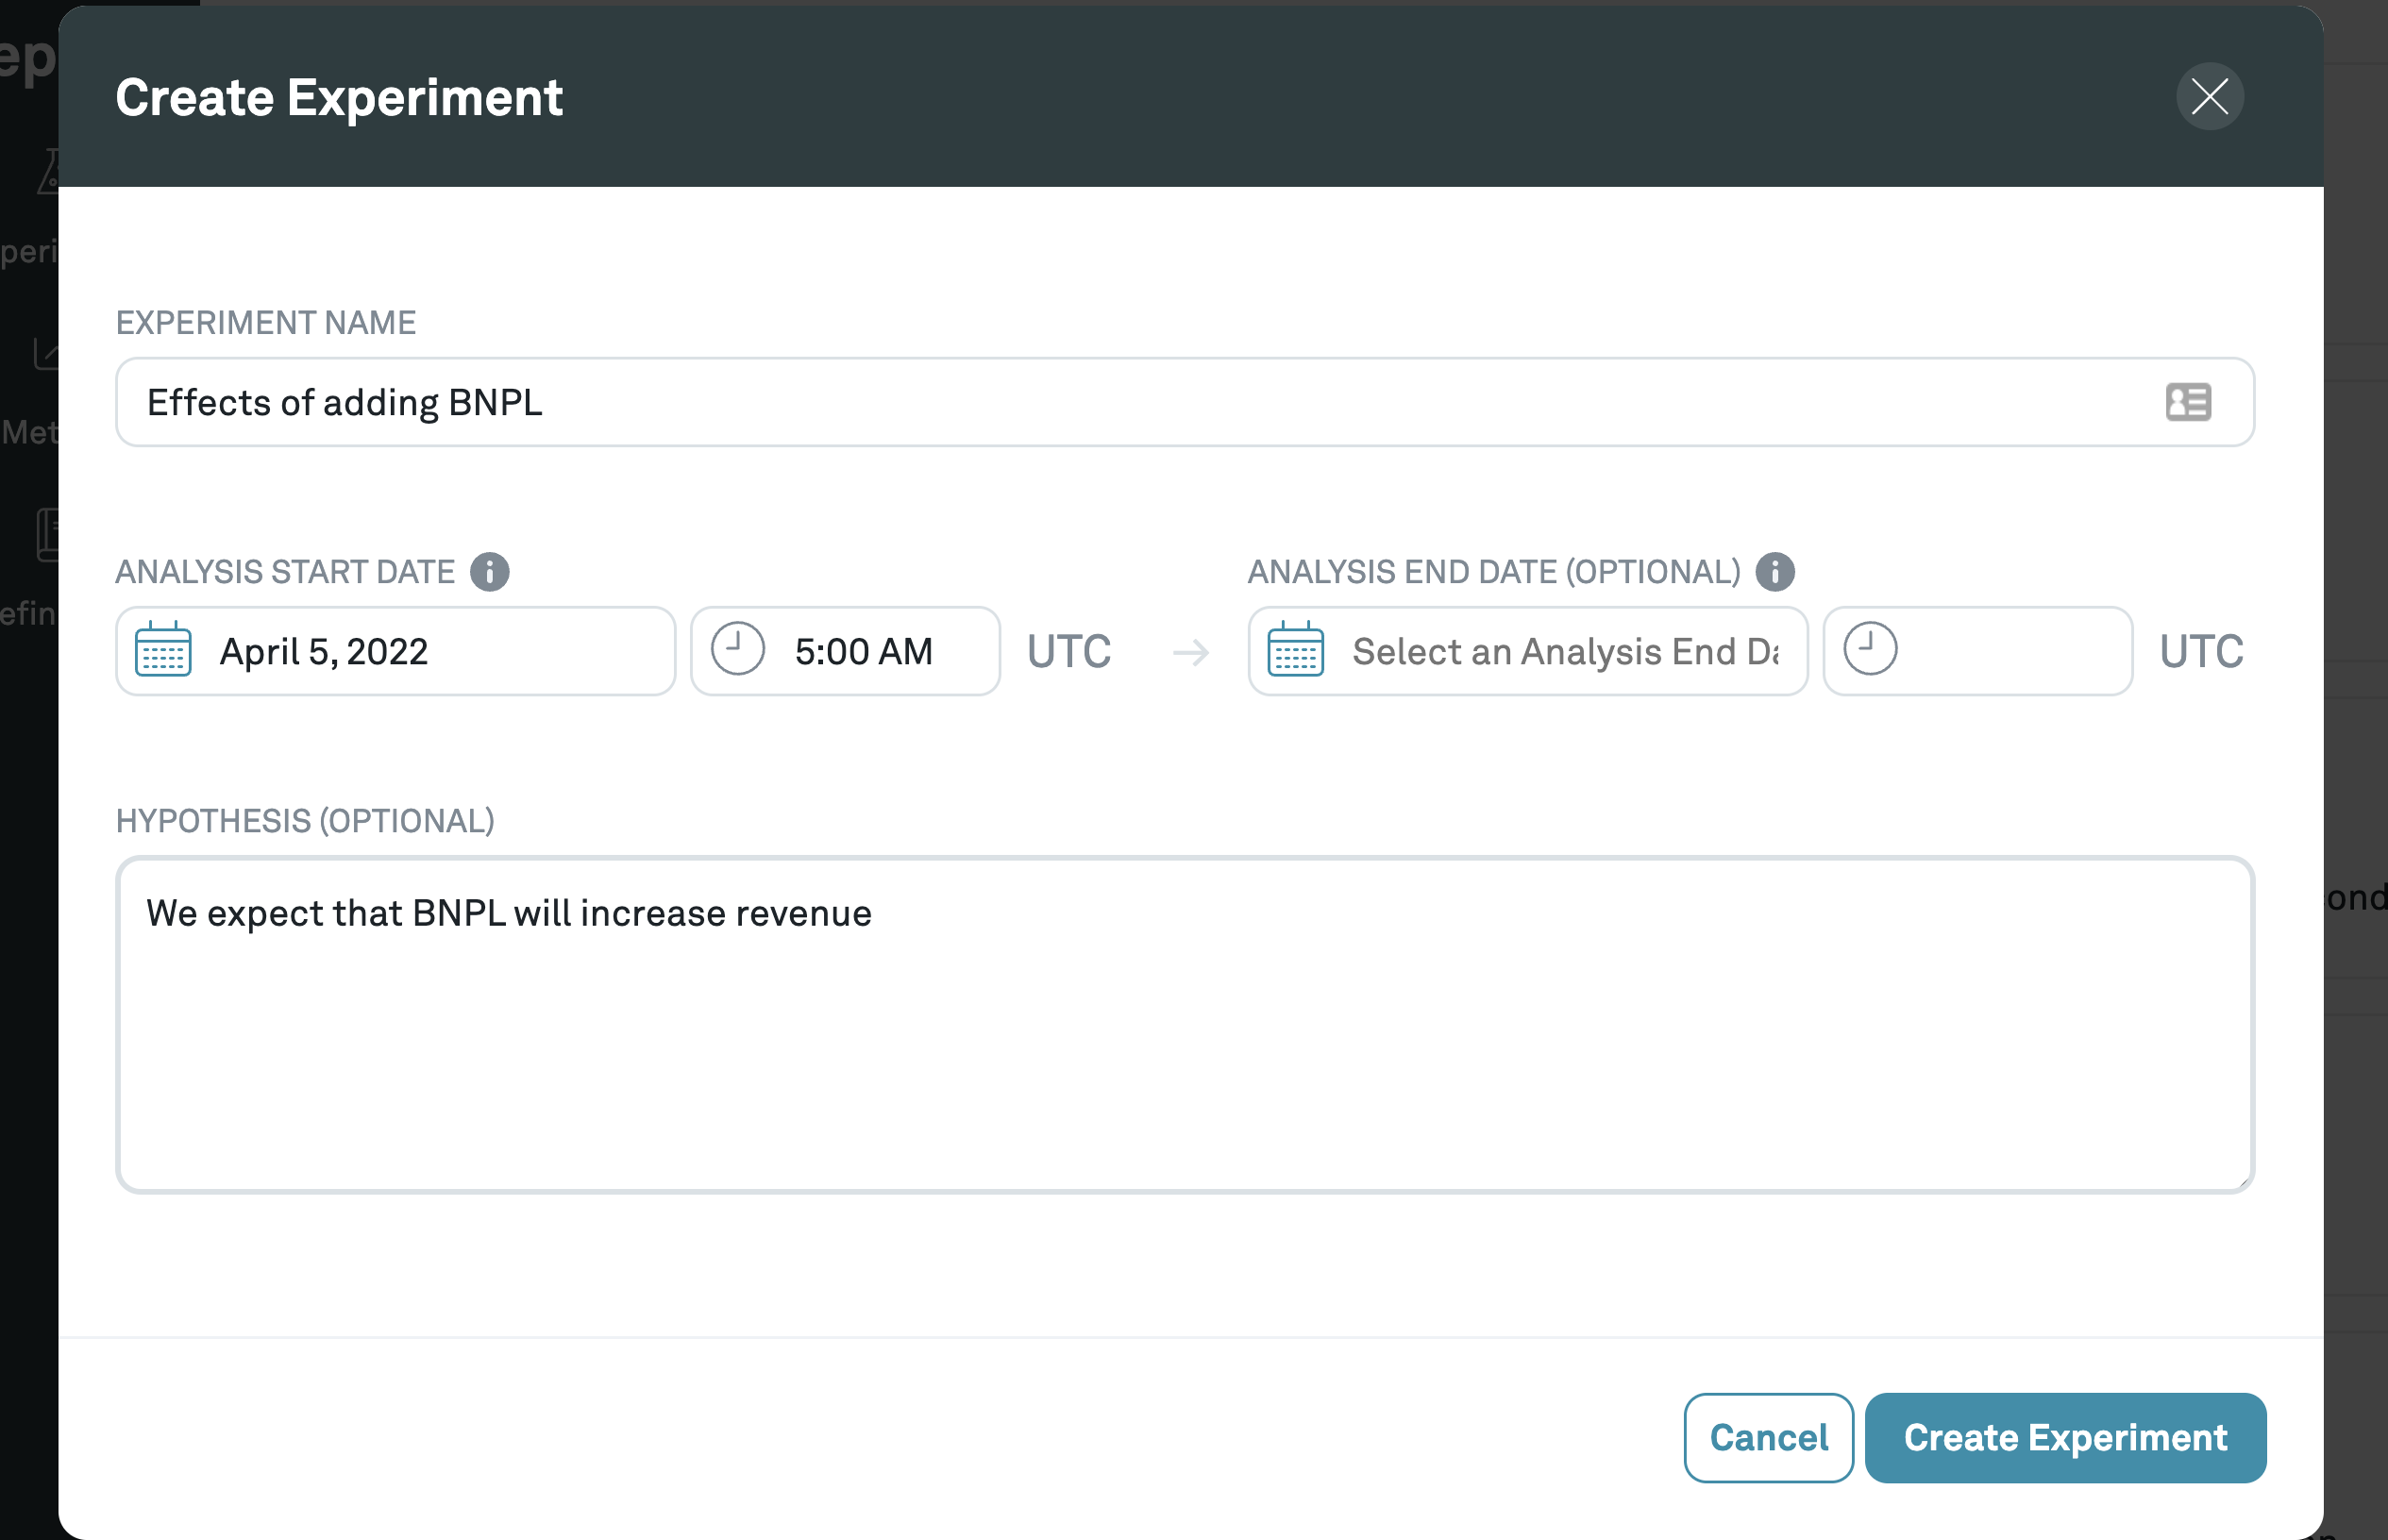 Create Experiment
EXPERIMENT NAME
Effects of adding BNPL
ANALYSIS START DATE
April 5, 2022
5:00 AM
UTC
ANALYSIS END DATE (OPTIONAL)
Select an Analysis End Da
UTC
HYPOTHESIS (OPTIONAL)
We expect that BNPL will increase revenue
Cancel
Create Experiment
ep
peri
Met
efin
ond